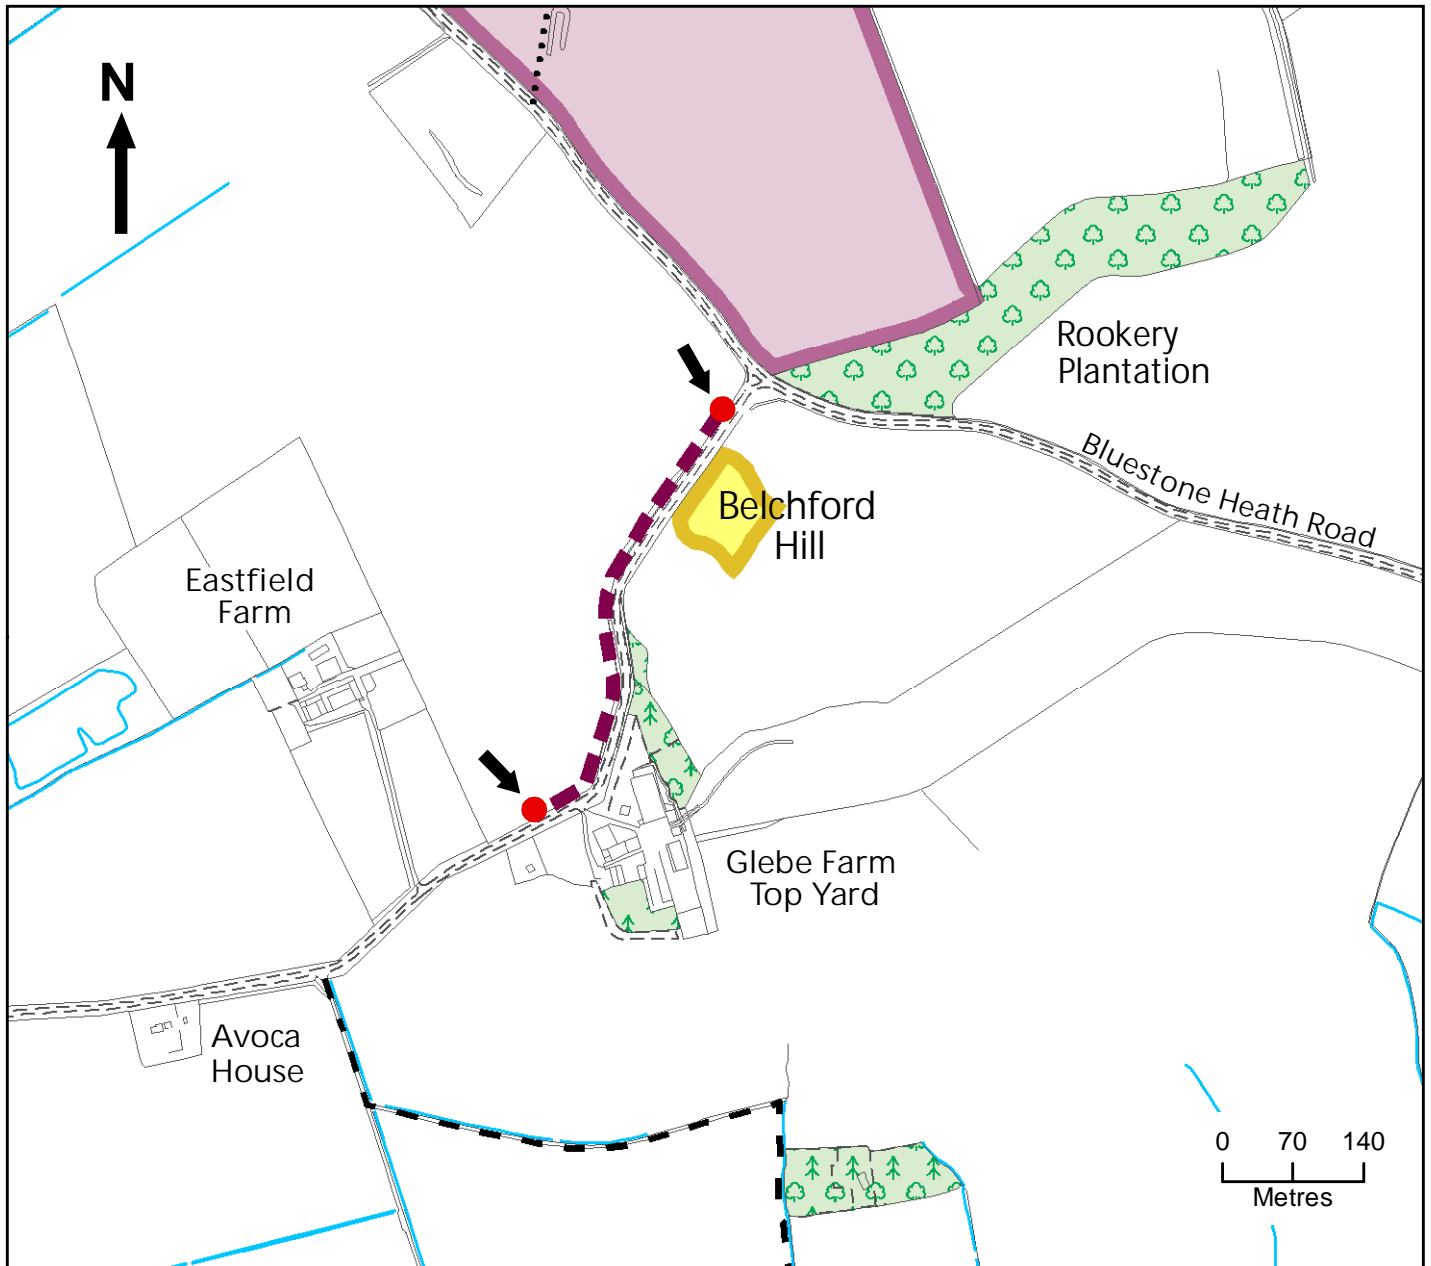 N
Rookery
Plantation
Bluestone Heath Road
Belchford
Hill
Eastfield
Farm
Glebe Farm
Top Yard
Avoca
House
0 70 140
Metres